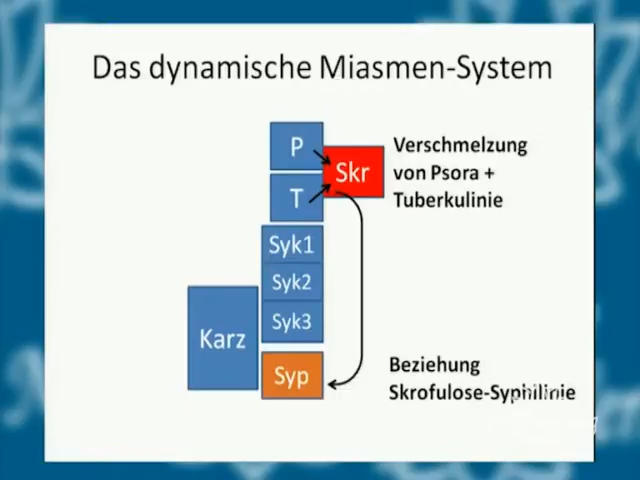 Das dynamische Miasmen-System
P
Skr
T
Verschmelzung
von Psora +
Tuberkulinie
Syk1
Syk2
Syk3
Karz
Syp
Beziehung
Skrofulose-Syphilinie